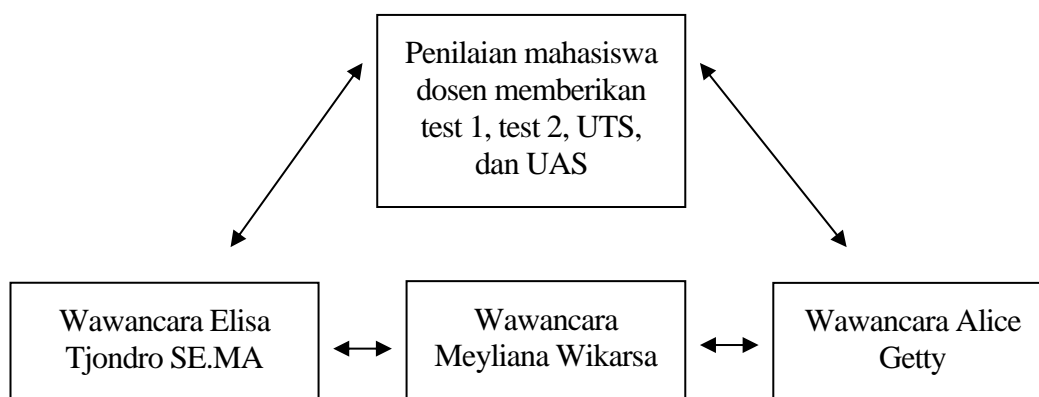 Penilaian mahasiswa
dosen memberikan
test 1, test 2, UTS,
dan UAS
Wawancara Elisa
Tjondro SE.MA
Wawancara
Meyliana Wikarsa
Wawancara Alice
Getty